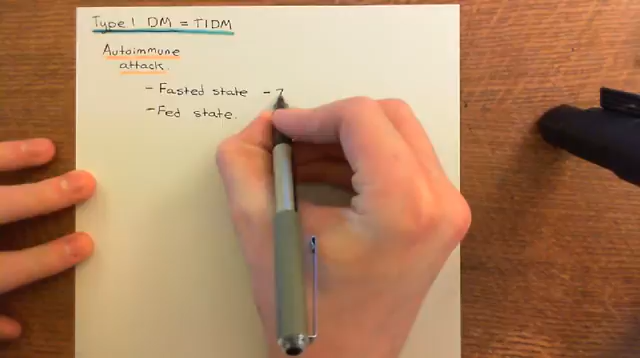 Type 1 DM = T1DM
Autoimmune
attack.
- Fasted state -
- Fed state.